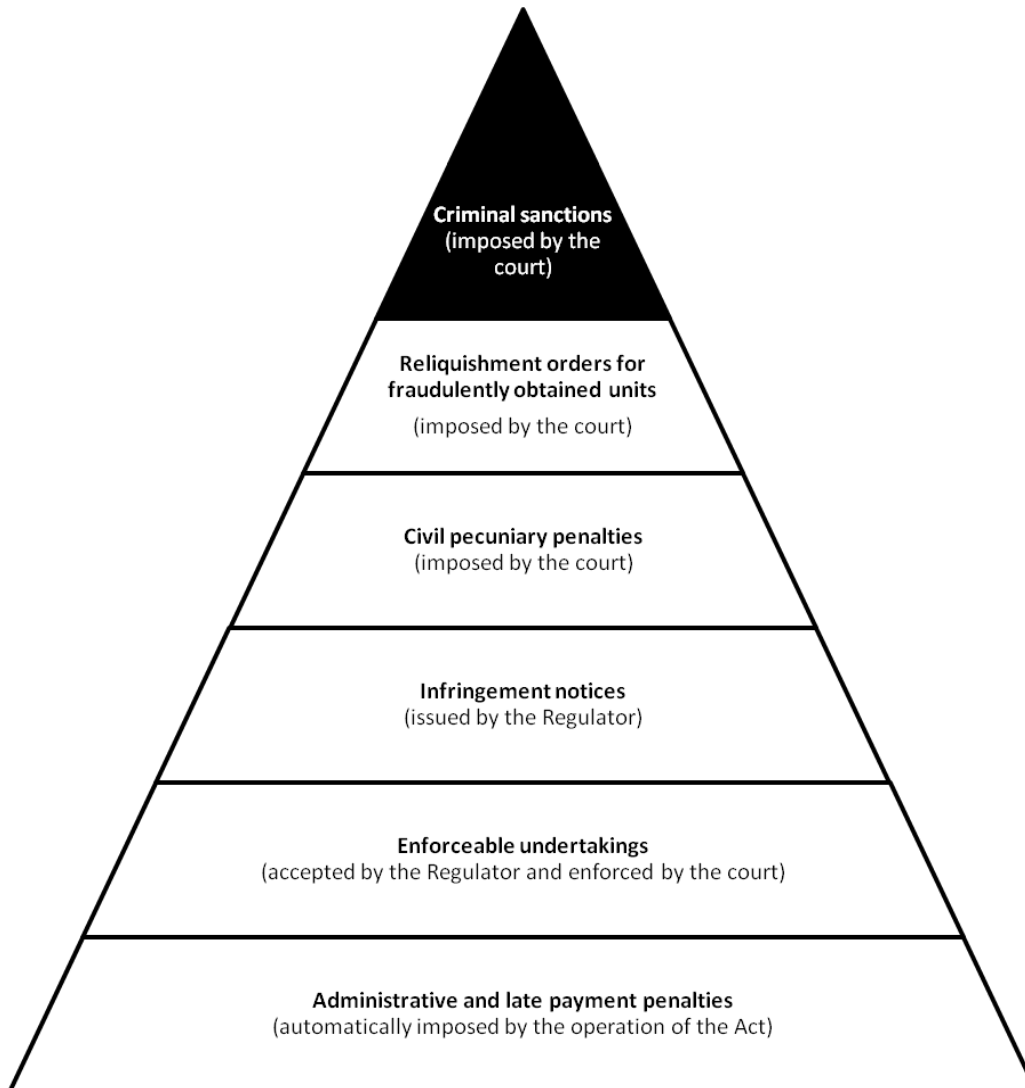 Criminal sanctions
(imposed by the
court)
Reliquishment orders for
fraudulently obtained units
(imposed by the court)
Civil pecuniary penalties
(imposed by the court)
Infringement notices
(issued by the Regulator)
Enforceable undertakings
(accepted by the Regulator and enforced by the court)
Administrative and late payment penalties
(automatically imposed by the operation of the Act)